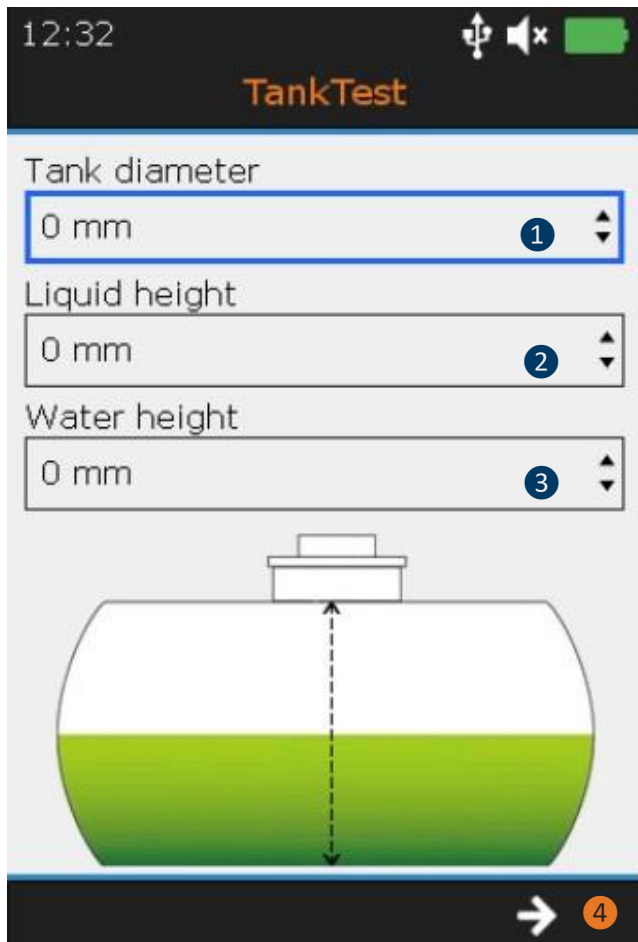 12:32
TankTest
Tank diameter
0 mm 1
Liquid height
0 mm 2
Water height
0 mm 3
4